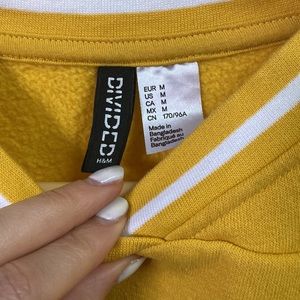 DIVIDED
H&M
EUR M
US M
CA M
MX M
CN 170/96A
Made in
Bangladesh
Fabriqué au
Bangladesh